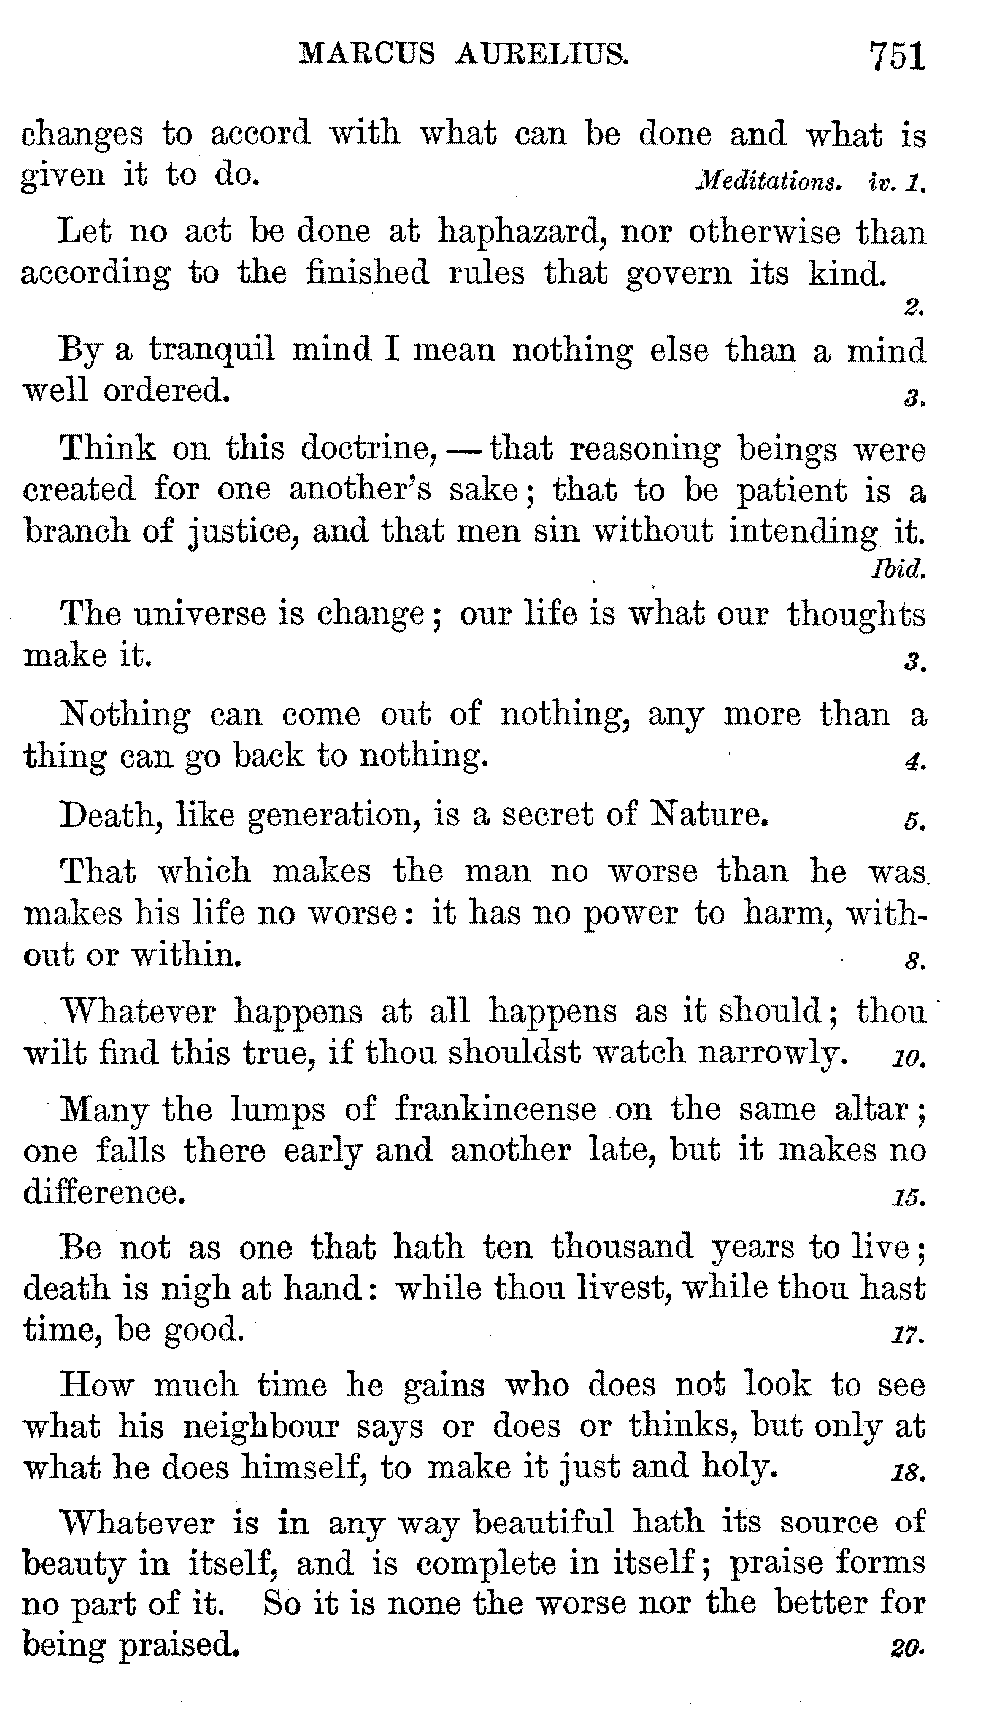 MARCUS AURELIUS. 751
changes to accord with what can be done and what is
given it to do. Meditations. iv. 1.
Let no act be done at haphazard, nor otherwise than
according to the finished rules that govern its kind.
2.
By a tranquil mind I mean nothing else than a mind
well ordered. 3.
Think on this doctrine, — that reasoning beings were
created for one another's sake; that to be patient is a
branch of justice, and that men sin without intending it.
Ibid.
The universe is change; our life is what our thoughts
make it. 3.
Nothing can come out of nothing, any more than a
thing can go back to nothing. 4.
Death, like generation, is a secret of Nature. 5.
That which makes the man no worse than he was
makes his life no worse: it has no power to harm, with-
out or within. 8.
Whatever happens at all happens as it should; thou
wilt find this true, if thou shouldst watch narrowly. 10.
Many the lumps of frankincense on the same altar;
one falls there early and another late, but it makes no
difference. 15.
Be not as one that hath ten thousand years to live;
death is nigh at hand: while thou livest, while thou hast
time, be good. 17.
How much time he gains who does not look to see
what his neighbour says or does or thinks, but only at
what he does himself, to make it just and holy. 18.
Whatever is in any way beautiful hath its source of
beauty in itself, and is complete in itself; praise forms
no part of it. So it is none the worse nor the better for
being praised. 20.